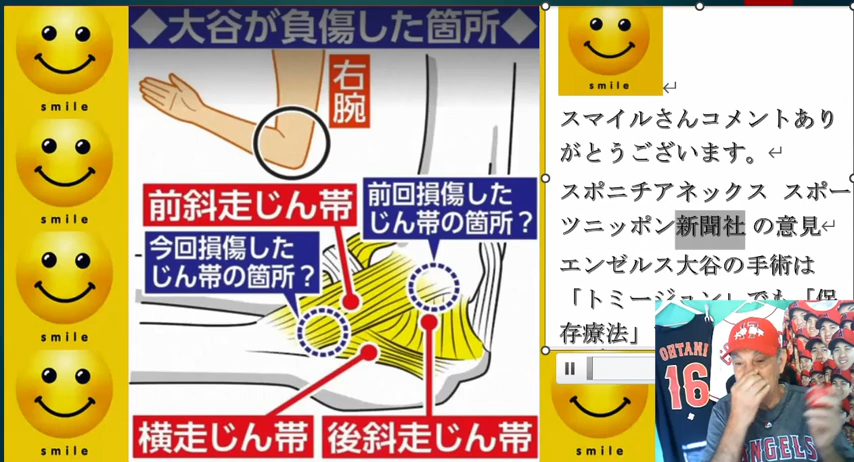 ◆大谷が負傷した箇所◆
右腕
前斜走じん帯
前回損傷した
じん帯の箇所？
今回損傷した
じん帯の箇所？
横走じん帯
後斜走じん帯
smile
smile
smile
smile
smile
スマイルさんコメントあり
がとうございます。
スポニチアネックス スポー
ツニッポン新聞社 の意見
エンゼルス大谷の手術は
「トミージョン」でも「保
存療法」
smile
OHTANI
16
ANGELS